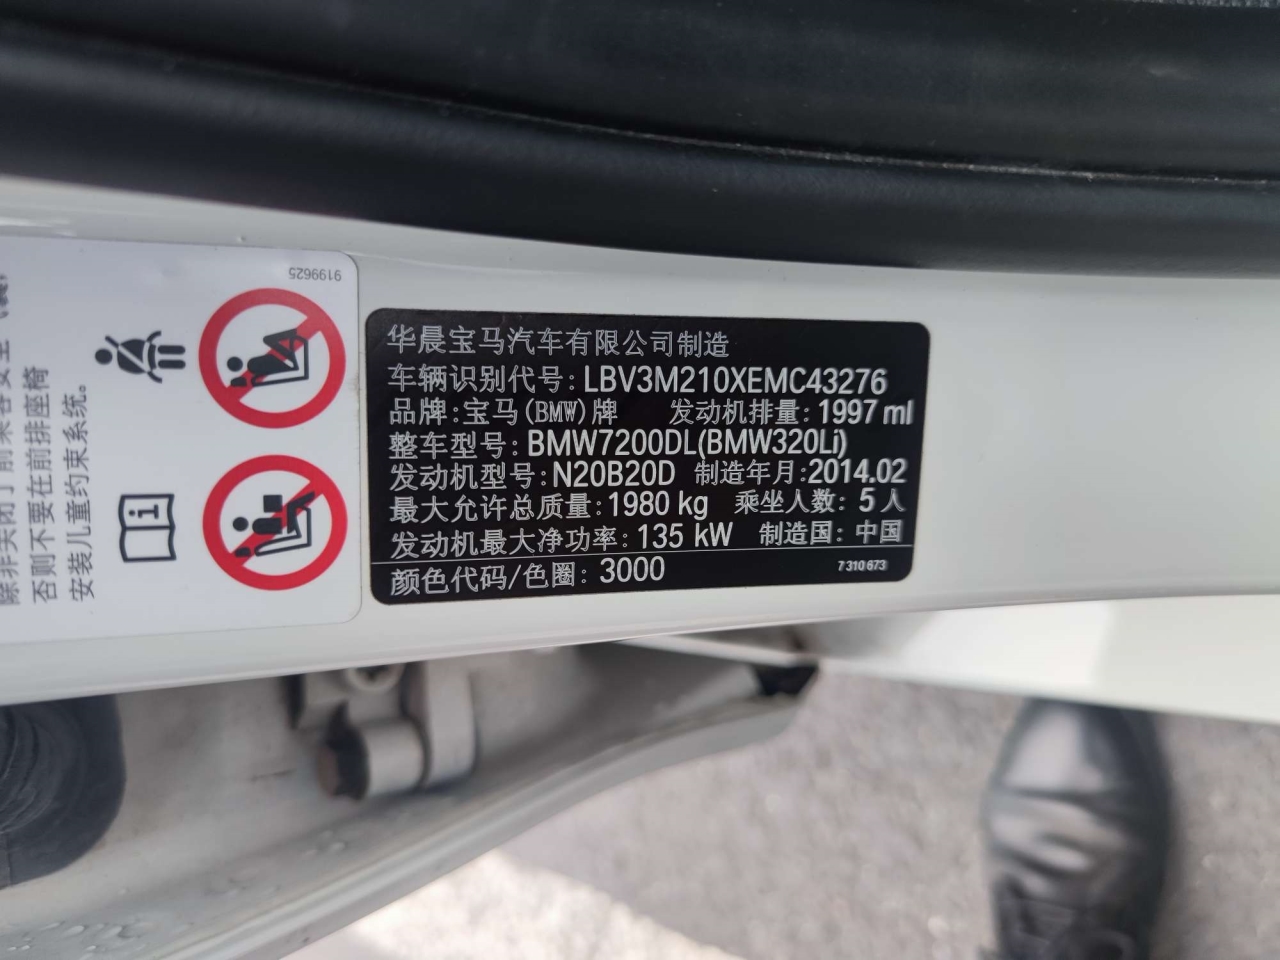 华晨宝马汽车有限公司制造
车辆识别代号: LBV3M210XEMC43276
品牌:宝马(BMW)牌 发动机排量: 1997 ml
整车型号: BMW7200DL(BMW320Li)
发动机型号: N20B20D 制造年月:2014.02
最大允许总质量: 1980 kg 乘坐人数: 5 人
发动机最大净功率: 135 kW 制造国: 中国
颜色代码/色圈: 3000 7 310 673
9199625
否则不要在前排座椅
安装儿童约束系统。